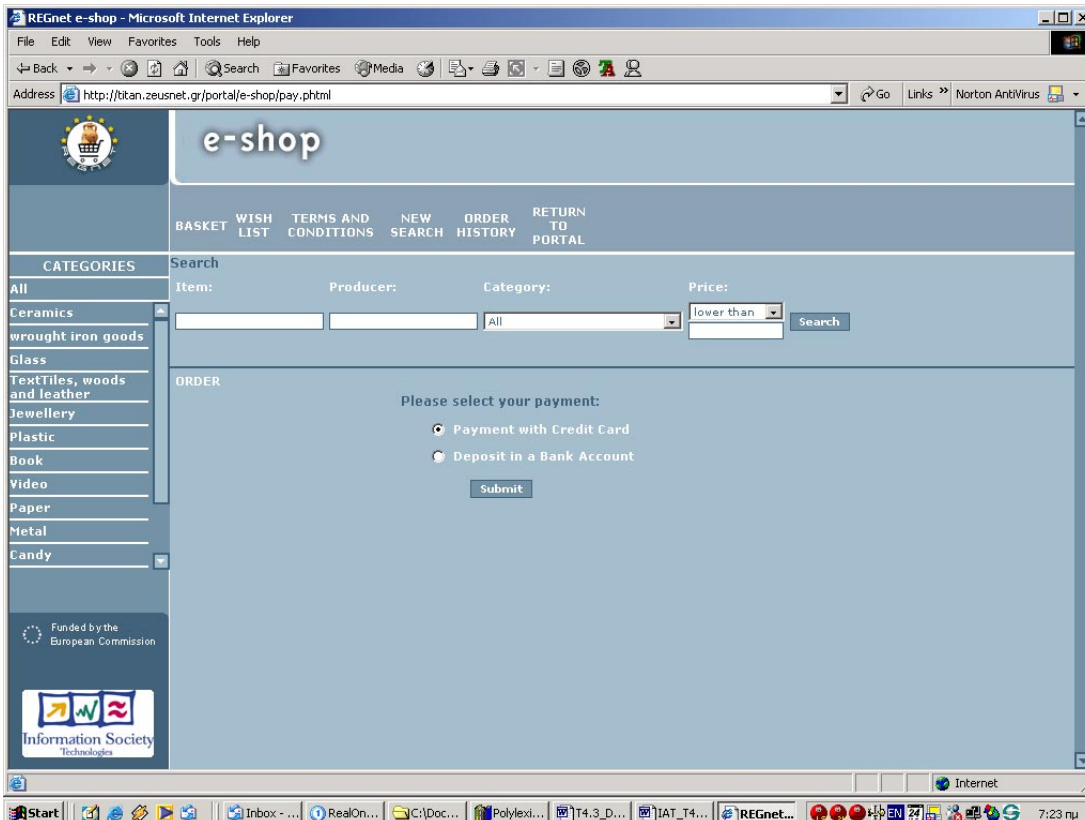 REGnet e-shop - Microsoft Internet Explorer
File Edit View Favorites Tools Help
Back Search Favorites Media
Address http://titan.zeusnet.gr/portal/e-shop/pay.phtml Go Links » Norton AntiVirus
e-shop
BASKET WISH LIST TERMS AND CONDITIONS NEW SEARCH ORDER HISTORY RETURN TO PORTAL
CATEGORIES
All
Ceramics
wrought iron goods
Glass
TextTiles, woods
and leather
Jewellery
Plastic
Book
Video
Paper
Metal
Candy
Search
Item: Producer: Category: Price:
All lower than Search
ORDER
Please select your payment:
Payment with Credit Card
Deposit in a Bank Account
Submit
Funded by the
European Commission
Information Society
Technologies
Internet
Start Inbox - ... RealOn... C:\Doc... Polylexi... T4.3_D... IAT_T4... REGnet... EN 24 7:23 πμ